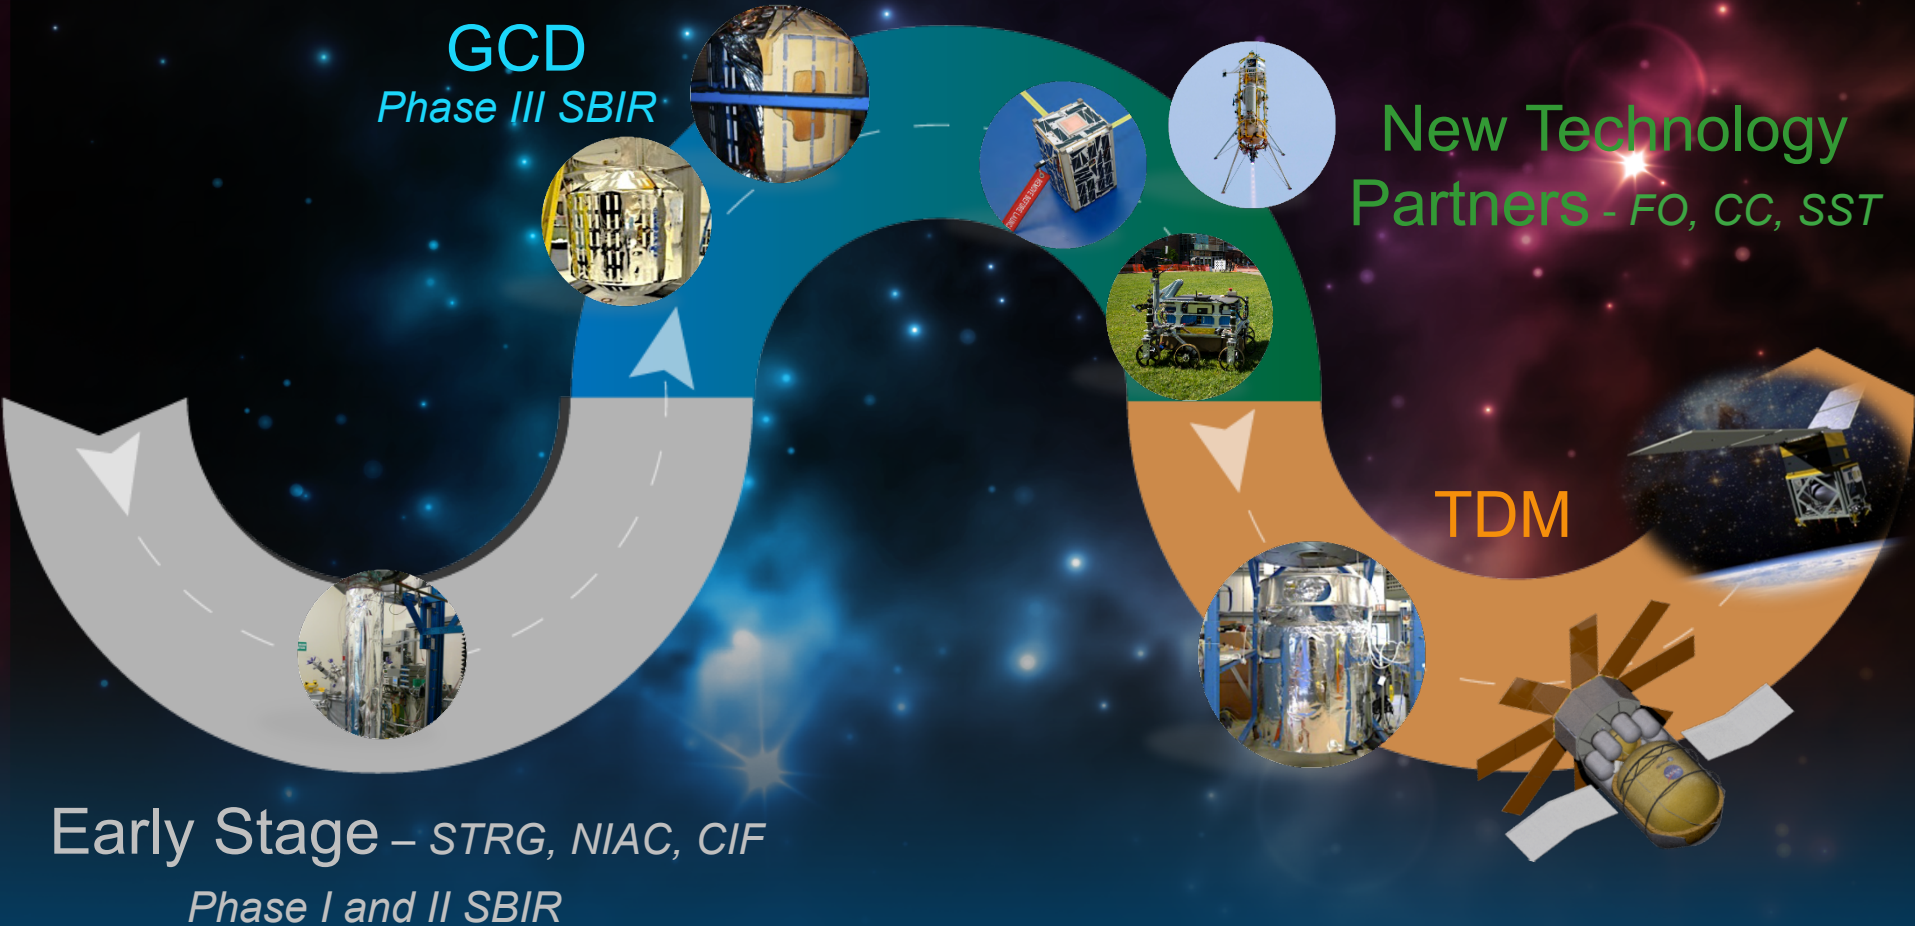 GCD
Phase III SBIR
New Technology
Partners - FO, CC, SST
TDM
Early Stage – STRG, NIAC, CIF
Phase I and II SBIR